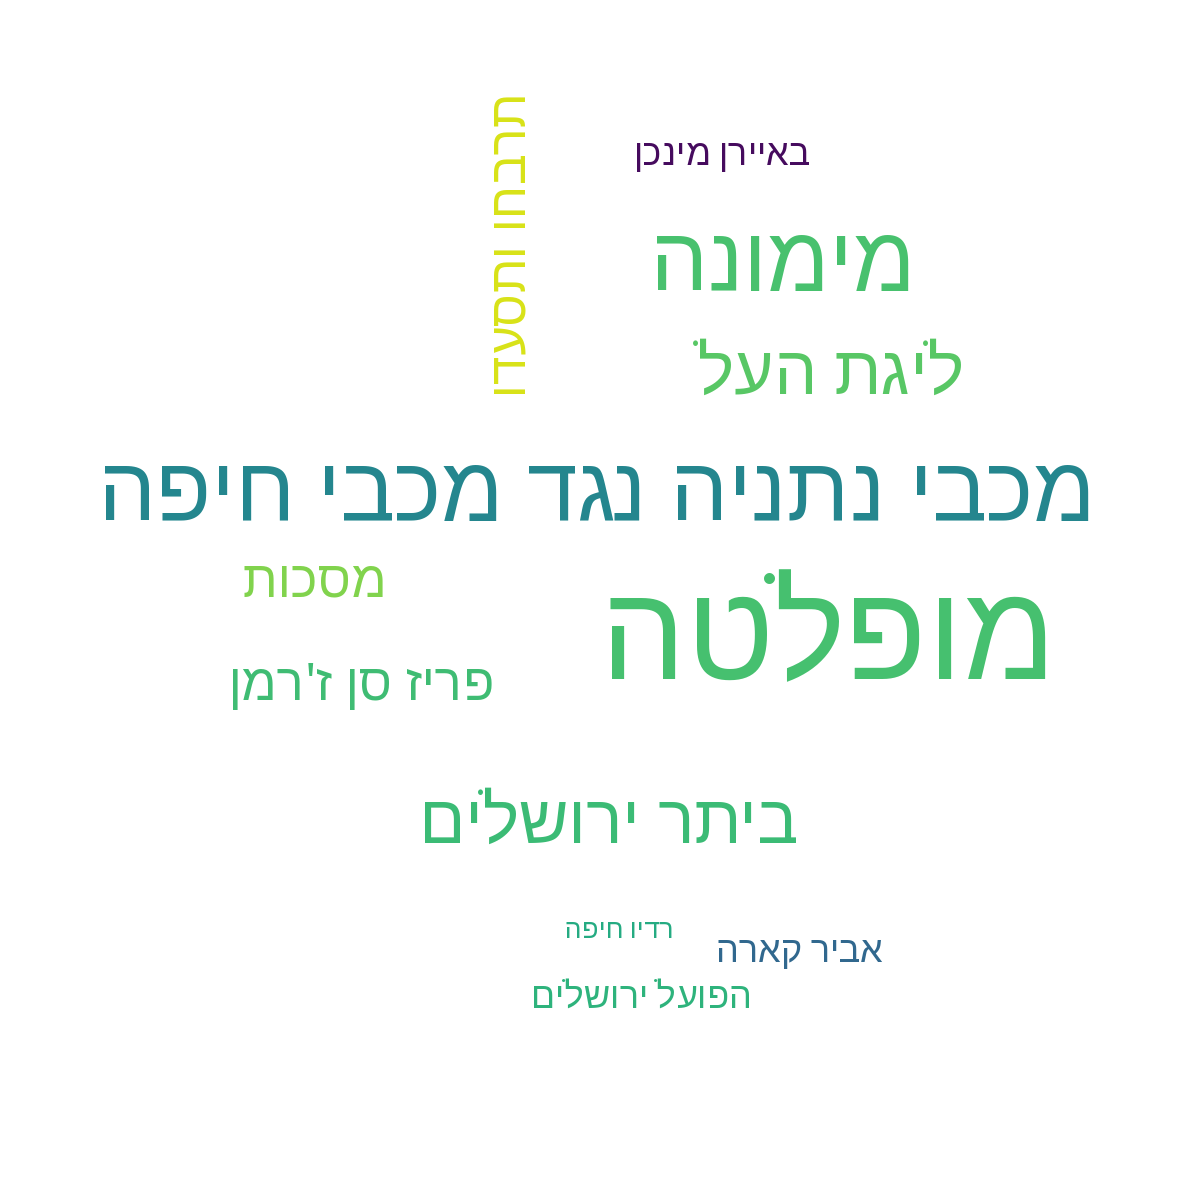 תרבחו ותסעדו
באיירן מינכן
מימונה
ליגת העל
מכבי נתניה נגד מכבי חיפה
מסכות
מופלטה
פריז סן ז'רמן
ביתר ירושלים
רדיו חיפה
אביר קארה
הפועל ירושלים